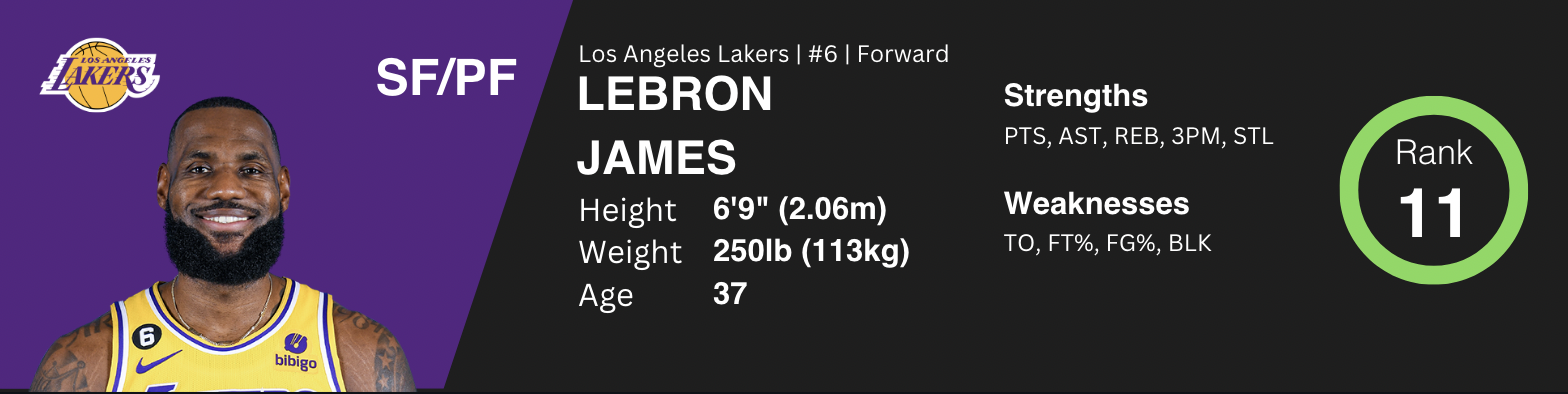 LOS ANGELES
LAKERS
SF/PF
6
bibigo
Los Angeles Lakers | #6 | Forward
LEBRON
JAMES
Height 6'9" (2.06m)
Weight 250lb (113kg)
Age 37
Strengths
PTS, AST, REB, 3PM, STL
Weaknesses
TO, FT%, FG%, BLK
Rank
11